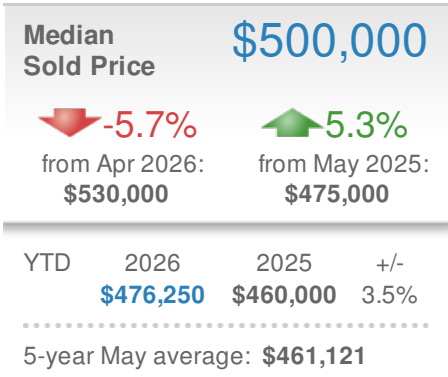 Median
Sold Price
$500,000
-5.7%
5.3%
from Apr 2026:
from May 2025:
$530,000
$475,000
YTD 2026 2025 +/-
$476,250 $460,000 3.5%
5-year May average: $461,121